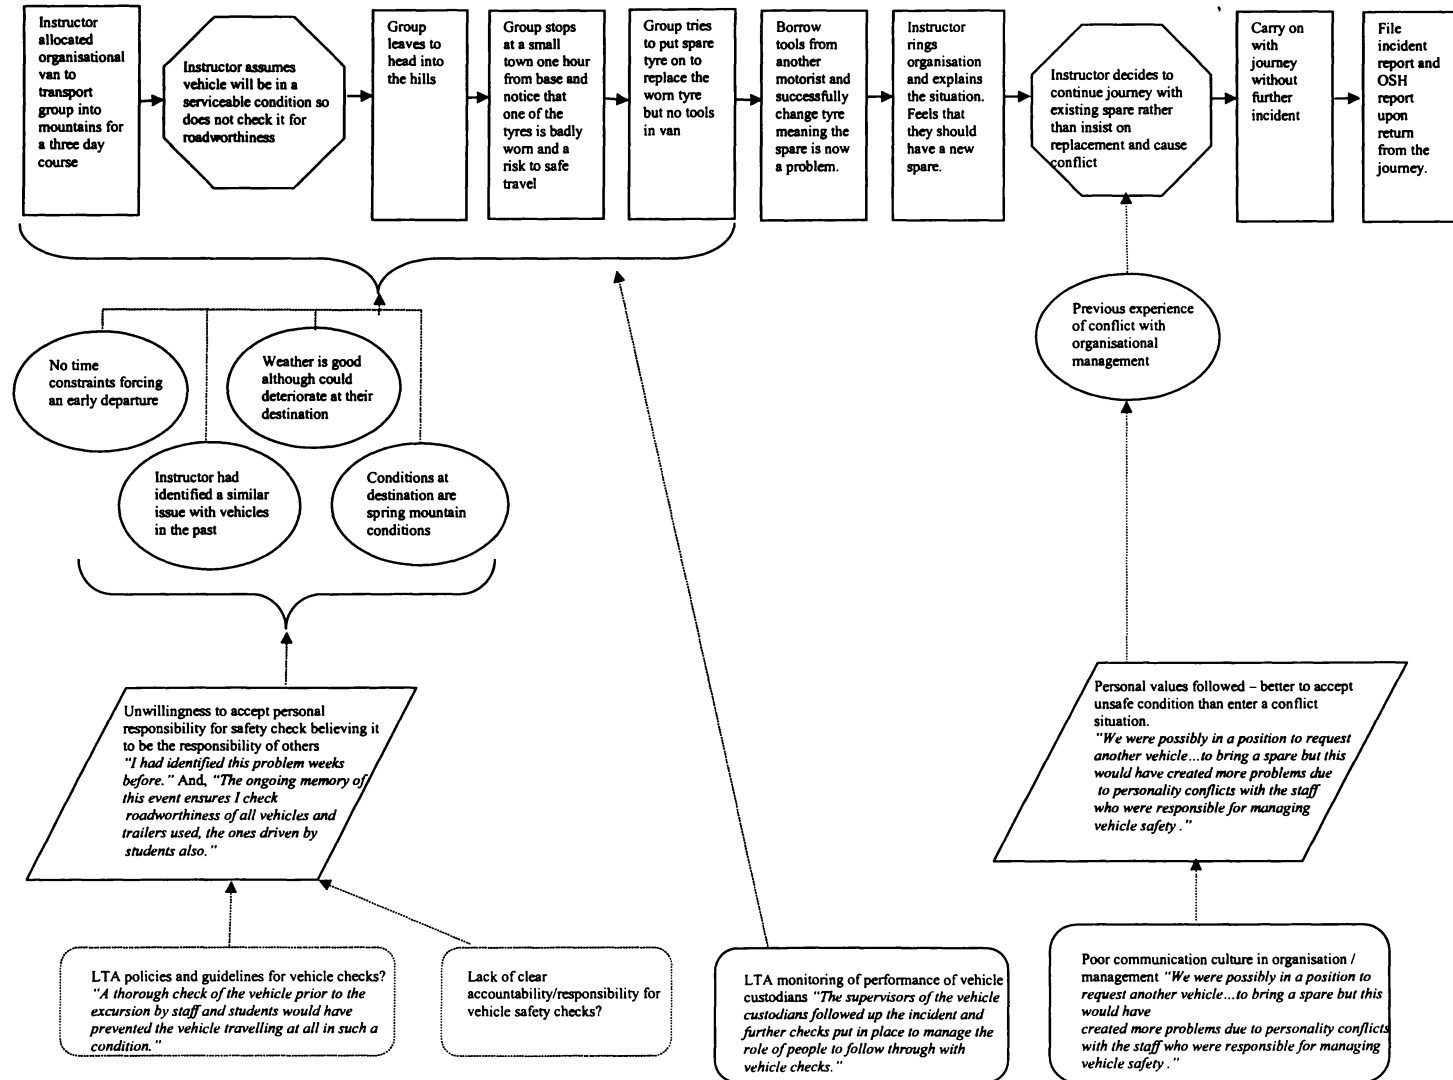 Instructor
allocated
organisational
van to
transport
group into
mountains for
a three day
course
Instructor assumes
vehicle will be in a
serviceable condition so
does not check it for
roadworthiness
Group
leaves to
head into
the hills
Group stops
at a small
town one hour
from base and
notice that
one of the
tyres is badly
worn and a
risk to safe
travel
Group tries
to put spare
tyre on to
replace the
worn tyre
but no tools
in van
Borrow
tools from
another
motorist and
successfully
change tyre
meaning the
spare is now
a problem.
Instructor
rings
organisation
and explains
the situation.
Feels that
they should
have a new
spare.
Instructor decides to
continue journey with
existing spare rather
than insist on
replacement and cause
conflict
Carry on
with
journey
without
further
incident
File
incident
report and
OSH
report
upon
return
from the
journey.
No time
constraints forcing
an early departure
Weather is good
although could
deteriorate at their
destination
Instructor had
identified a similar
issue with vehicles
in the past
Conditions at
destination are
spring mountain
conditions
Previous experience
of conflict with
organisational
management
Unwillingness to accept personal
responsibility for safety check believing it
to be the responsibility of others
"I had identified this problem weeks
before." And, "The ongoing memory of
this event ensures I check
roadworthiness of all vehicles and
trailers used, the ones driven by
students also."
Personal values followed – better to accept
unsafe condition than enter a conflict
situation.
"We were possibly in a position to request
another vehicle...to bring a spare but this
would have created more problems due
to personality conflicts with the staff
who were responsible for managing
vehicle safety."
LTA policies and guidelines for vehicle checks?
"A thorough check of the vehicle prior to the
excursion by staff and students would have
prevented the vehicle travelling at all in such a
condition."
Lack of clear
accountability/responsibility for
vehicle safety checks?
LTA monitoring of performance of vehicle
custodians "The supervisors of the vehicle
custodians followed up the incident and
further checks put in place to manage the
role of people to follow through with
vehicle checks."
Poor communication culture in organisation /
management "We were possibly in a position to
request another vehicle...to bring a spare but this
would have
created more problems due to personality conflicts
with the staff who were responsible for managing
vehicle safety."